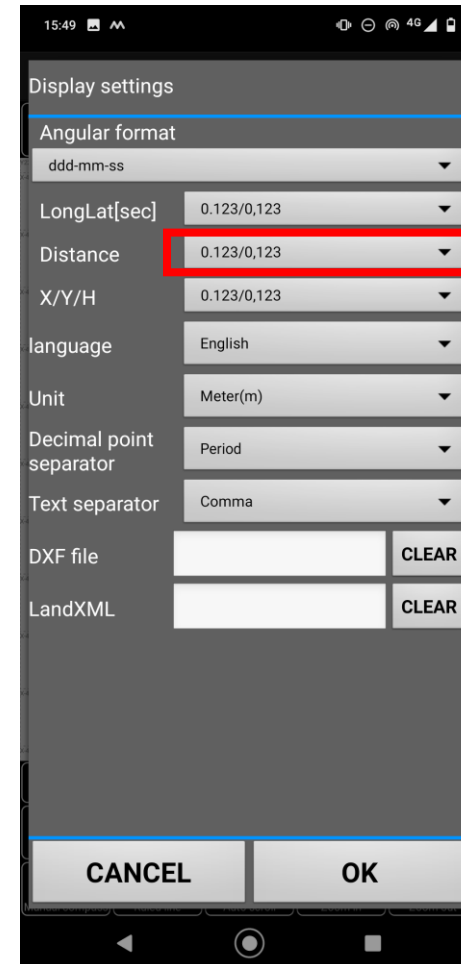 15:49
4G
Display settings
Angular format
ddd-mm-ss
LongLat[sec] 0.123/0,123
Distance 0.123/0,123
X/Y/H 0.123/0,123
language English
Unit Meter(m)
Decimal point
separator Period
Text separator Comma
DXF file CLEAR
LandXML CLEAR
CANCEL OK